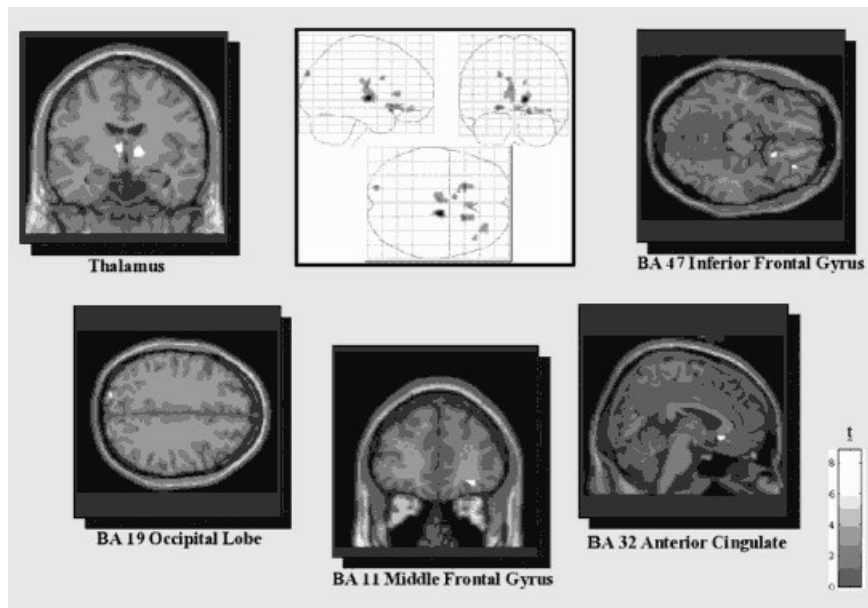 Thalamus
BA 47 Inferior Frontal Gyrus
BA 19 Occipital Lobe
BA 11 Middle Frontal Gyrus
BA 32 Anterior Cingulate
t
8
6
4
2
0